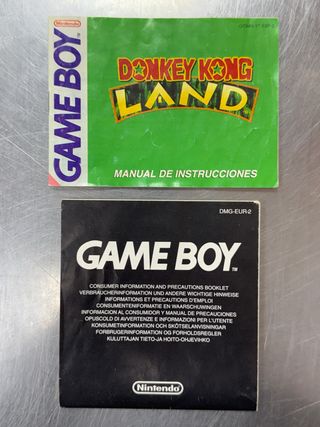 Nintendo
GAME BOY
DONKEY KONG
LAND
MANUAL DE INSTRUCCIONES
DMG-EUR-2
GAME BOY TM
CONSUMER INFORMATION AND PRECAUTIONS BOOKLET
VERBRAUCHERINFORMATION UND ANDERE WICHTIGE HINWEISE
INFORMATIONS ET PRECAUTIONS D'EMPLOI
CONSUMENTENINFORMATIE EN WAARSCHUWINGEN
INFORMACION AL CONSUMIDOR Y MANUAL DE PRECAUCIONES
OPUSCOLO DI AVVERTENZE E INFORMAZIONI PER L'UTENTE
KONSUMETINFORMATION OCH SKÖTSELANVISNINGAR
FORBRUGERINFORMATION OG FORHOLDSREGLER
KULUTTAJAN TIETO-JA HOITO-OHJEVIHKO
Nintendo